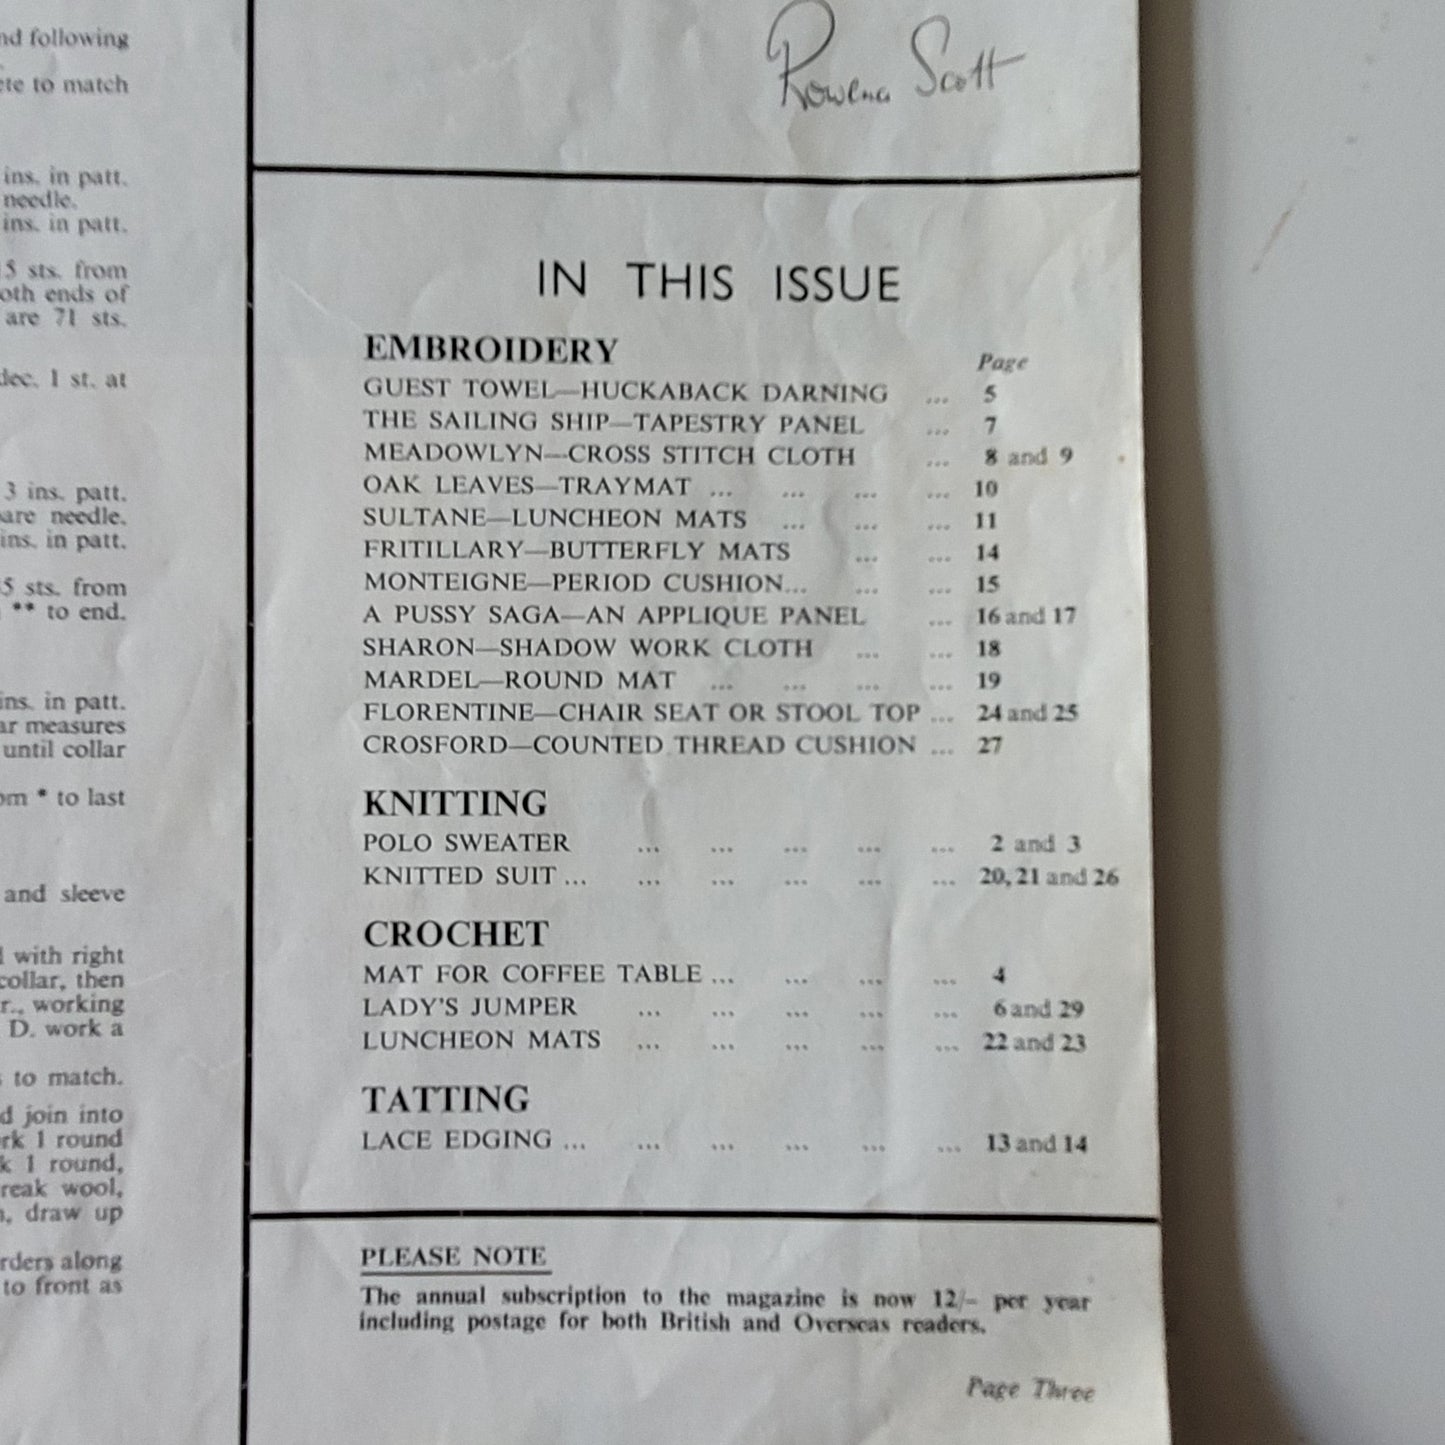 nd following
ete to match
ins. in patt.
needle.
ins. in patt.
5 sts. from
oth ends of
are 71 sts.
dec. 1 st. at
3 ins. patt.
are needle.
ins. in patt.
5 sts. from
** to end.
ins. in patt.
ar measures
until collar
om * to last
and sleeve
with right
collar, then
r., working
D. work a
to match.
d join into
rk 1 round
k 1 round,
reak wool,
, draw up
rders along
to front as
Rowena Scott
IN THIS ISSUE
EMBROIDERY Page
GUEST TOWEL—HUCKABACK DARNING ... 5
THE SAILING SHIP—TAPESTRY PANEL ... 7
MEADOWLYN—CROSS STITCH CLOTH ... 8 and 9
OAK LEAVES—TRAYMAT ... ... ... ... 10
SULTANE—LUNCHEON MATS ... ... ... 11
FRITILLARY—BUTTERFLY MATS ... ... 14
MONTEIGNE—PERIOD CUSHION... ... ... 15
A PUSSY SAGA—AN APPLIQUE PANEL ... 16 and 17
SHARON—SHADOW WORK CLOTH ... ... 18
MARDEL—ROUND MAT ... ... ... ... 19
FLORENTINE—CHAIR SEAT OR STOOL TOP ... 24 and 25
CROSFORD—COUNTED THREAD CUSHION ... 27
KNITTING
POLO SWEATER ... ... ... ... ... 2 and 3
KNITTED SUIT ... ... ... ... ... ... 20, 21 and 26
CROCHET
MAT FOR COFFEE TABLE ... ... ... ... 4
LADY'S JUMPER ... ... ... ... ... 6 and 29
LUNCHEON MATS ... ... ... ... ... 22 and 23
TATTING
LACE EDGING ... ... ... ... ... ... 13 and 14
PLEASE NOTE
The annual subscription to the magazine is now 12/- per year
including postage for both British and Overseas readers.
Page Three